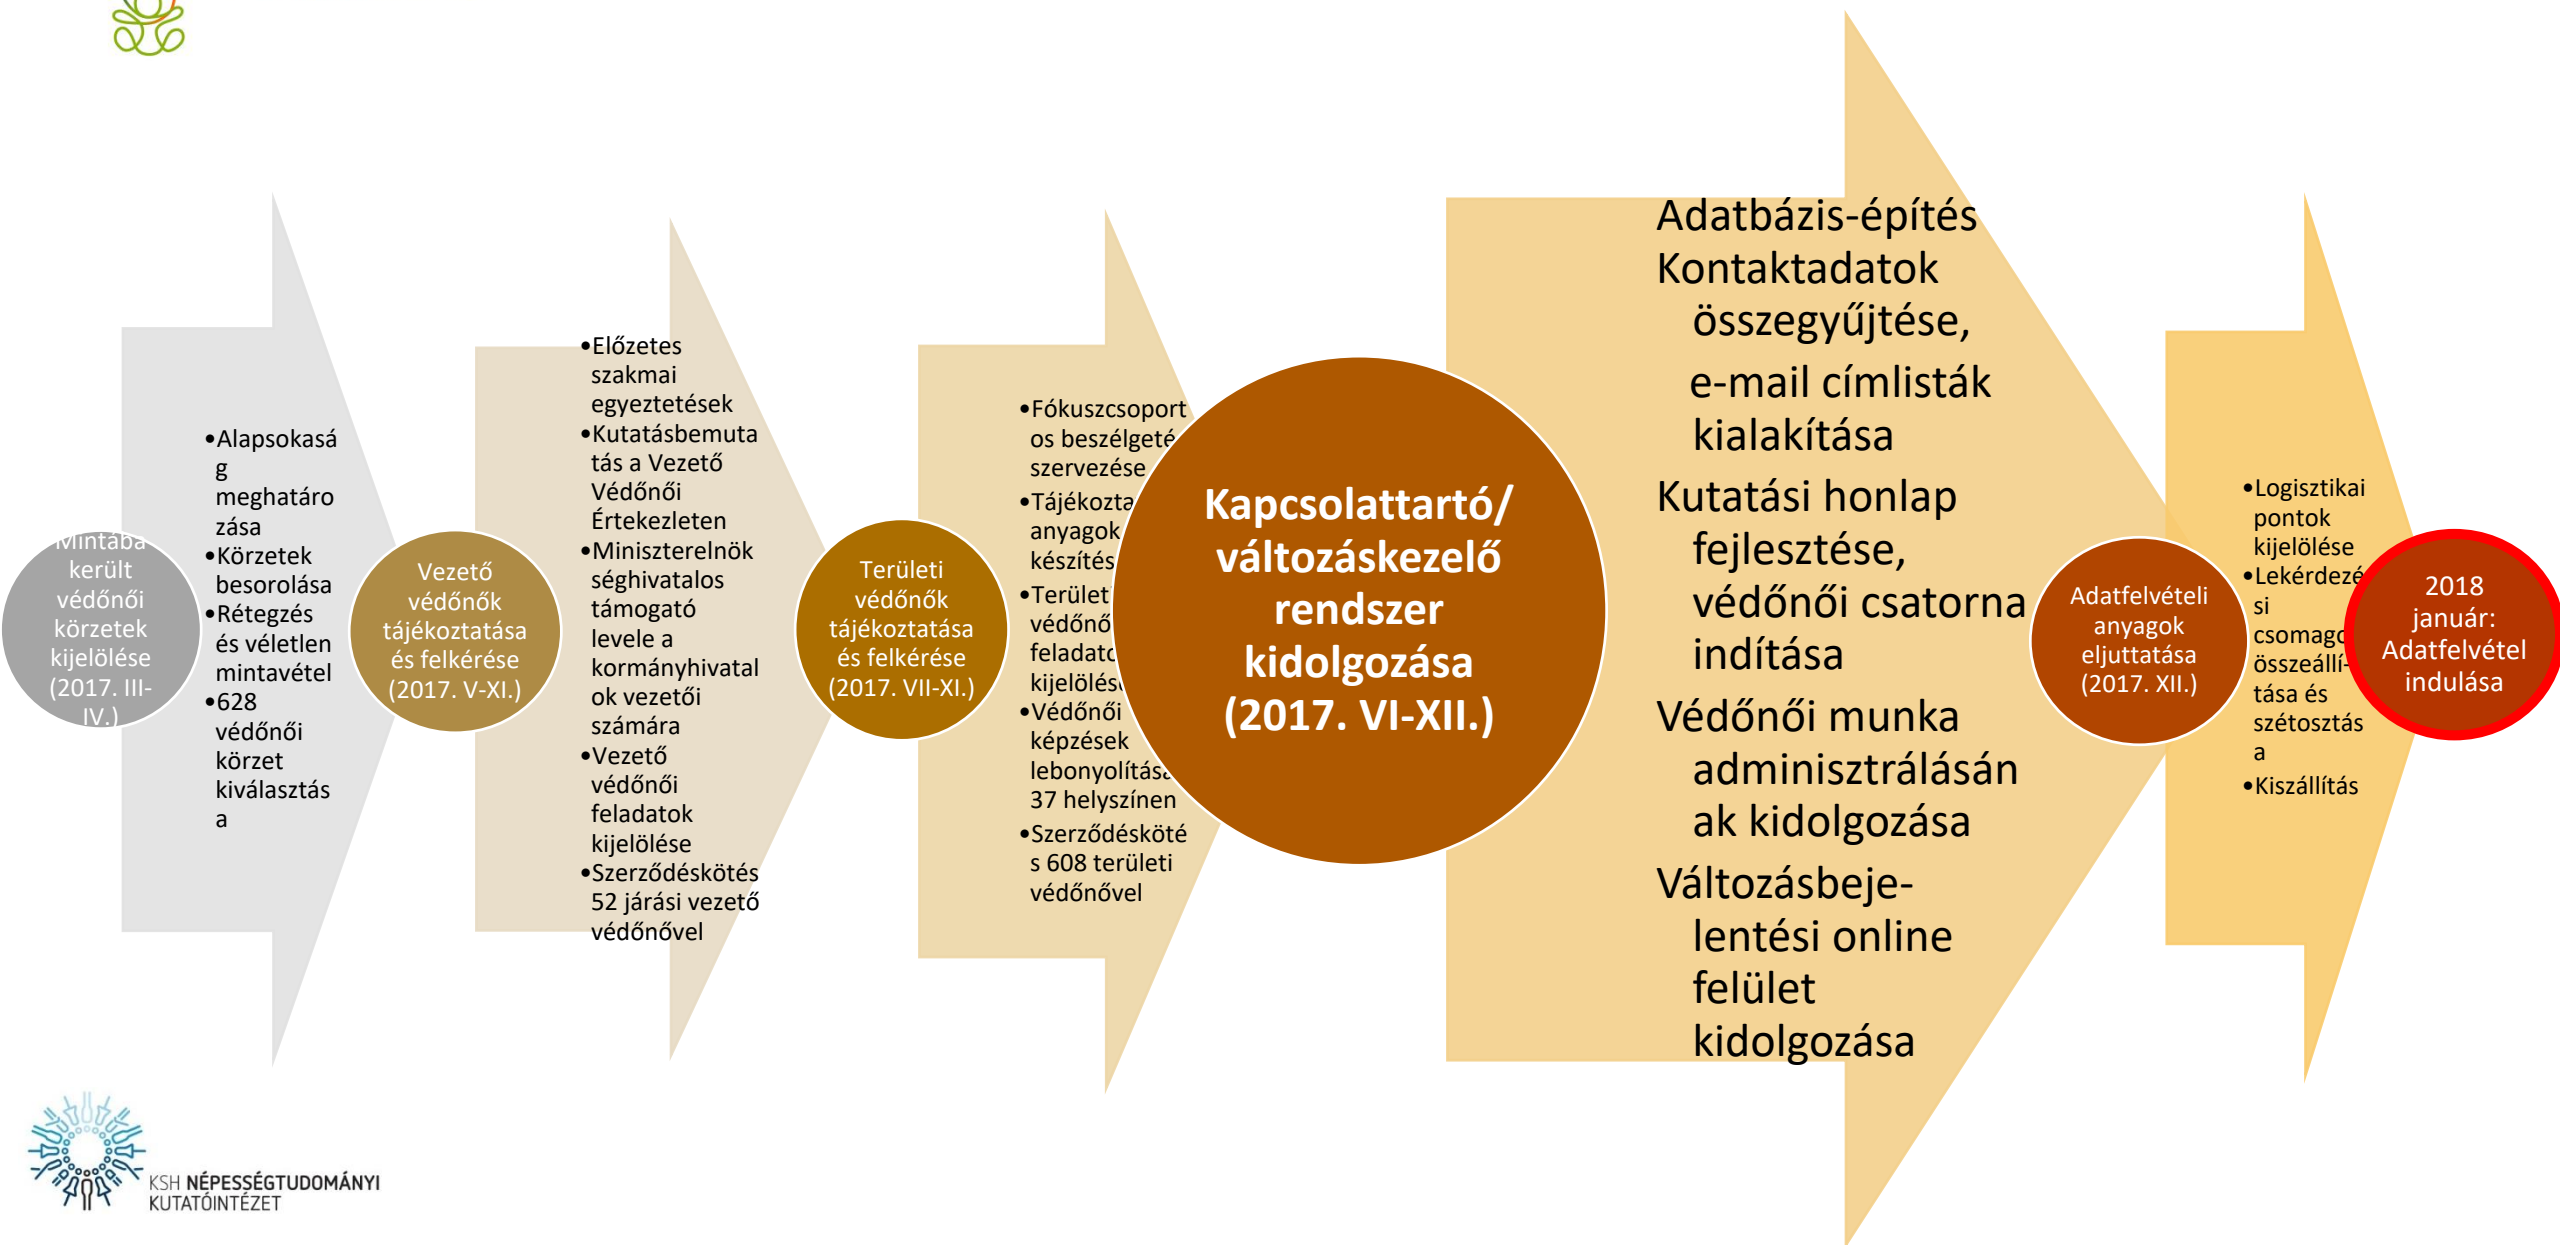 Mintába
került
védőnői
körzetek
kijelölése
(2017. III-
IV.)
•Alapsokasá
g
meghatáro
zása
•Körzetek
besorolása
•Rétegzés
és véletlen
mintavétel
•628
védőnői
körzet
kiválasztás
a
Vezető
védőnők
tájékoztatása
és felkérése
(2017. V-XI.)
•Előzetes
szakmai
egyeztetések
•Kutatásbemuta
tás a Vezető
Védőnői
Értekezleten
•Miniszterelnök
séghivatalos
támogató
levele a
kormányhivatal
ok vezetői
számára
•Vezető
védőnői
feladatok
kijelölése
•Szerződéskötés
52 járási vezető
védőnővel
Területi
védőnők
tájékoztatása
és felkérése
(2017. VII-XI.)
•Fókuszcsoport
os beszélgeté
szervezése
•Tájékozta
anyagok
készítés
•Terület
védőnő
feladato
kijelölés
•Védőnői
képzések
lebonyolítása
37 helyszínen
•Szerződésköté
s 608 területi
védőnővel
Kapcsolattartó/
változáskezelő
rendszer
kidolgozása
(2017. VI-XII.)
Adatbázis-építés
Kontaktadatok
összegyűjtése,
e-mail címlisták
kialakítása
Kutatási honlap
fejlesztése,
védőnői csatorna
indítása
Védőnői munka
adminisztrálásán
ak kidolgozása
Változásbeje-
lentési online
felület
kidolgozása
Adatfelvételi
anyagok
eljuttatása
(2017. XII.)
•Logisztikai
pontok
kijelölése
•Lekérdezé
si
csomago
összeállí-
tása és
szétosztás
a
•Kiszállítás
2018
január:
Adatfelvétel
indulása
KSH NÉPESSÉGTUDOMÁNYI
KUTATÓINTÉZET